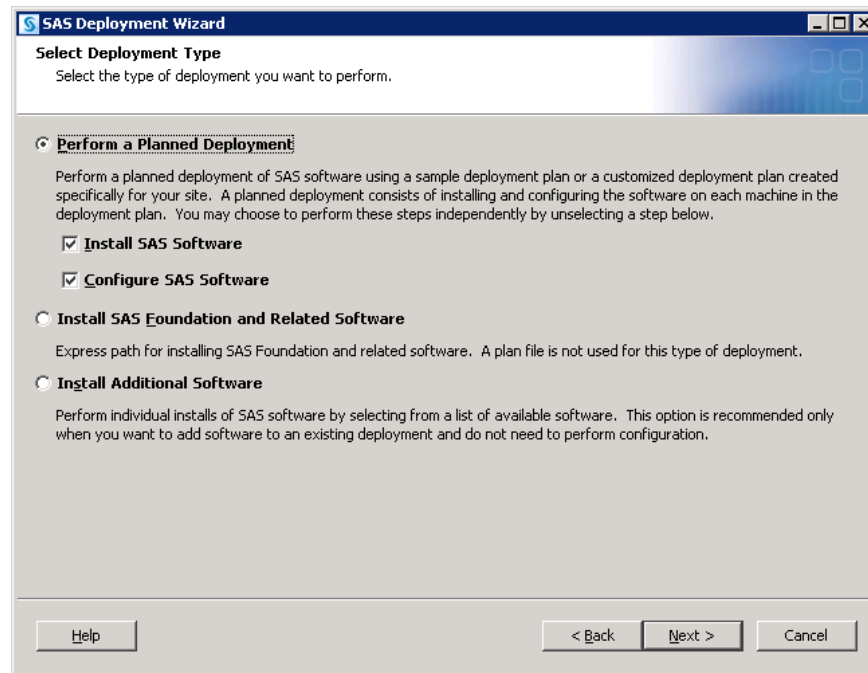 SAS Deployment Wizard
Select Deployment Type
Select the type of deployment you want to perform.
Perform a Planned Deployment
Perform a planned deployment of SAS software using a sample deployment plan or a customized deployment plan created
specifically for your site.  A planned deployment consists of installing and configuring the software on each machine in the
deployment plan.  You may choose to perform these steps independently by unselecting a step below.
Install SAS Software
Configure SAS Software
Install SAS Foundation and Related Software
Express path for installing SAS Foundation and related software.  A plan file is not used for this type of deployment.
Install Additional Software
Perform individual installs of SAS software by selecting from a list of available software.  This option is recommended only
when you want to add software to an existing deployment and do not need to perform configuration.
Help
< Back
Next >
Cancel